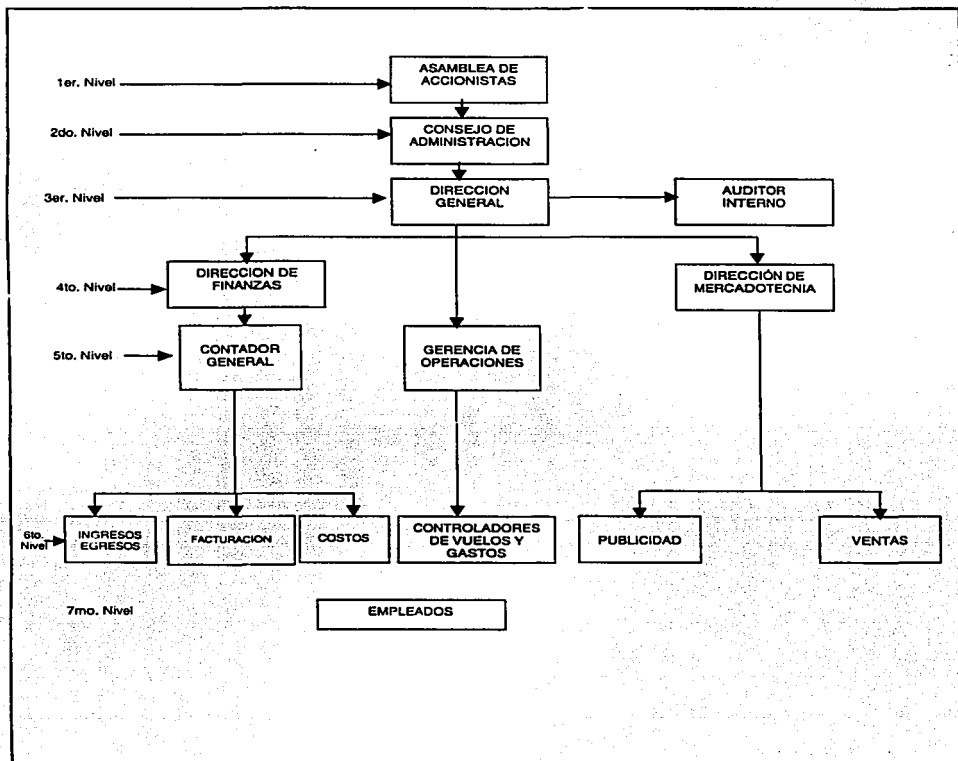 ASAMBLEA DE
ACCIONISTAS
1er. Nivel
2do. Nivel
CONSEJO DE
ADMINISTRACION
3er. Nivel
DIRECCION
GENERAL
AUDITOR
INTERNO
4to. Nivel
DIRECCION DE
FINANZAS
DIRECCIÓN DE
MERCADOTECNIA
5to. Nivel
CONTADOR
GENERAL
GERENCIA DE
OPERACIONES
6to.
Nivel
INGRESOS
EGRESOS
FACTURACION
COSTOS
CONTROLADORES
DE VUELOS Y
GASTOS
PUBLICIDAD
VENTAS
7mo. Nivel
EMPLEADOS